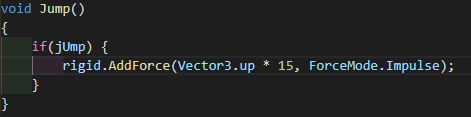 void Jump()
{
if(jUmp) {
rigid.AddForce(Vector3.up * 15, ForceMode.Impulse);
}
}